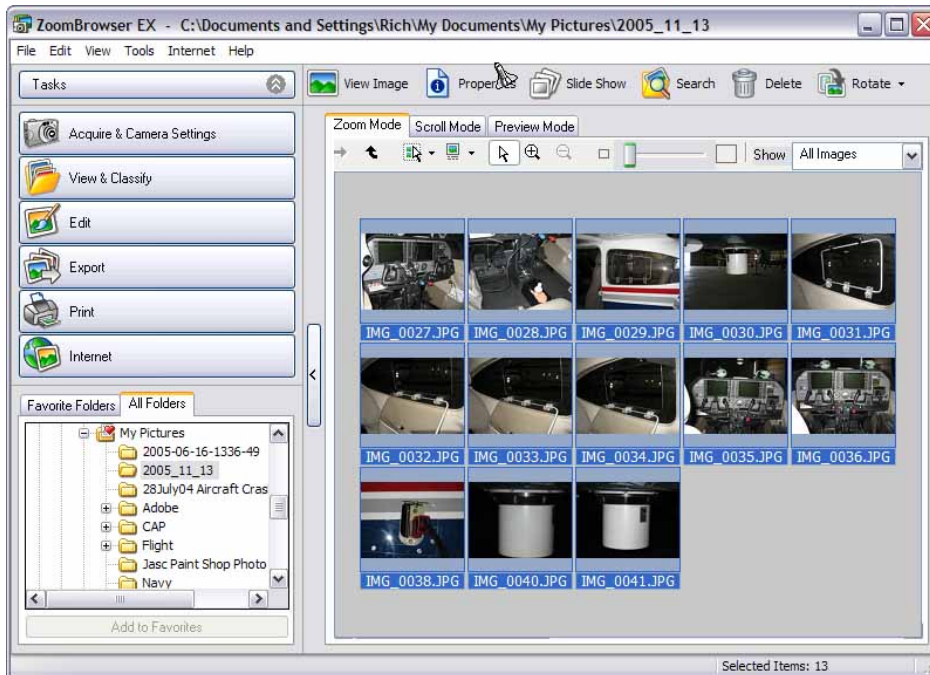 ZoomBrowser EX - C:\Documents and Settings\Rich\My Documents\My Pictures\2005_11_13
File Edit View Tools Internet Help
Tasks
View Image Properties Slide Show Search Delete Rotate
Acquire & Camera Settings
View & Classify
Edit
Export
Print
Internet
Zoom Mode Scroll Mode Preview Mode
Show All Images
IMG_0027.JPG IMG_0028.JPG IMG_0029.JPG IMG_0030.JPG IMG_0031.JPG
IMG_0032.JPG IMG_0033.JPG IMG_0034.JPG IMG_0035.JPG IMG_0036.JPG
IMG_0038.JPG IMG_0040.JPG IMG_0041.JPG
Favorite Folders All Folders
My Pictures
2005-06-16-1336-49
2005_11_13
28July04 Aircraft Cras
Adobe
CAP
Flight
Jasc Paint Shop Photo
Navy
Add to Favorites
Selected Items: 13